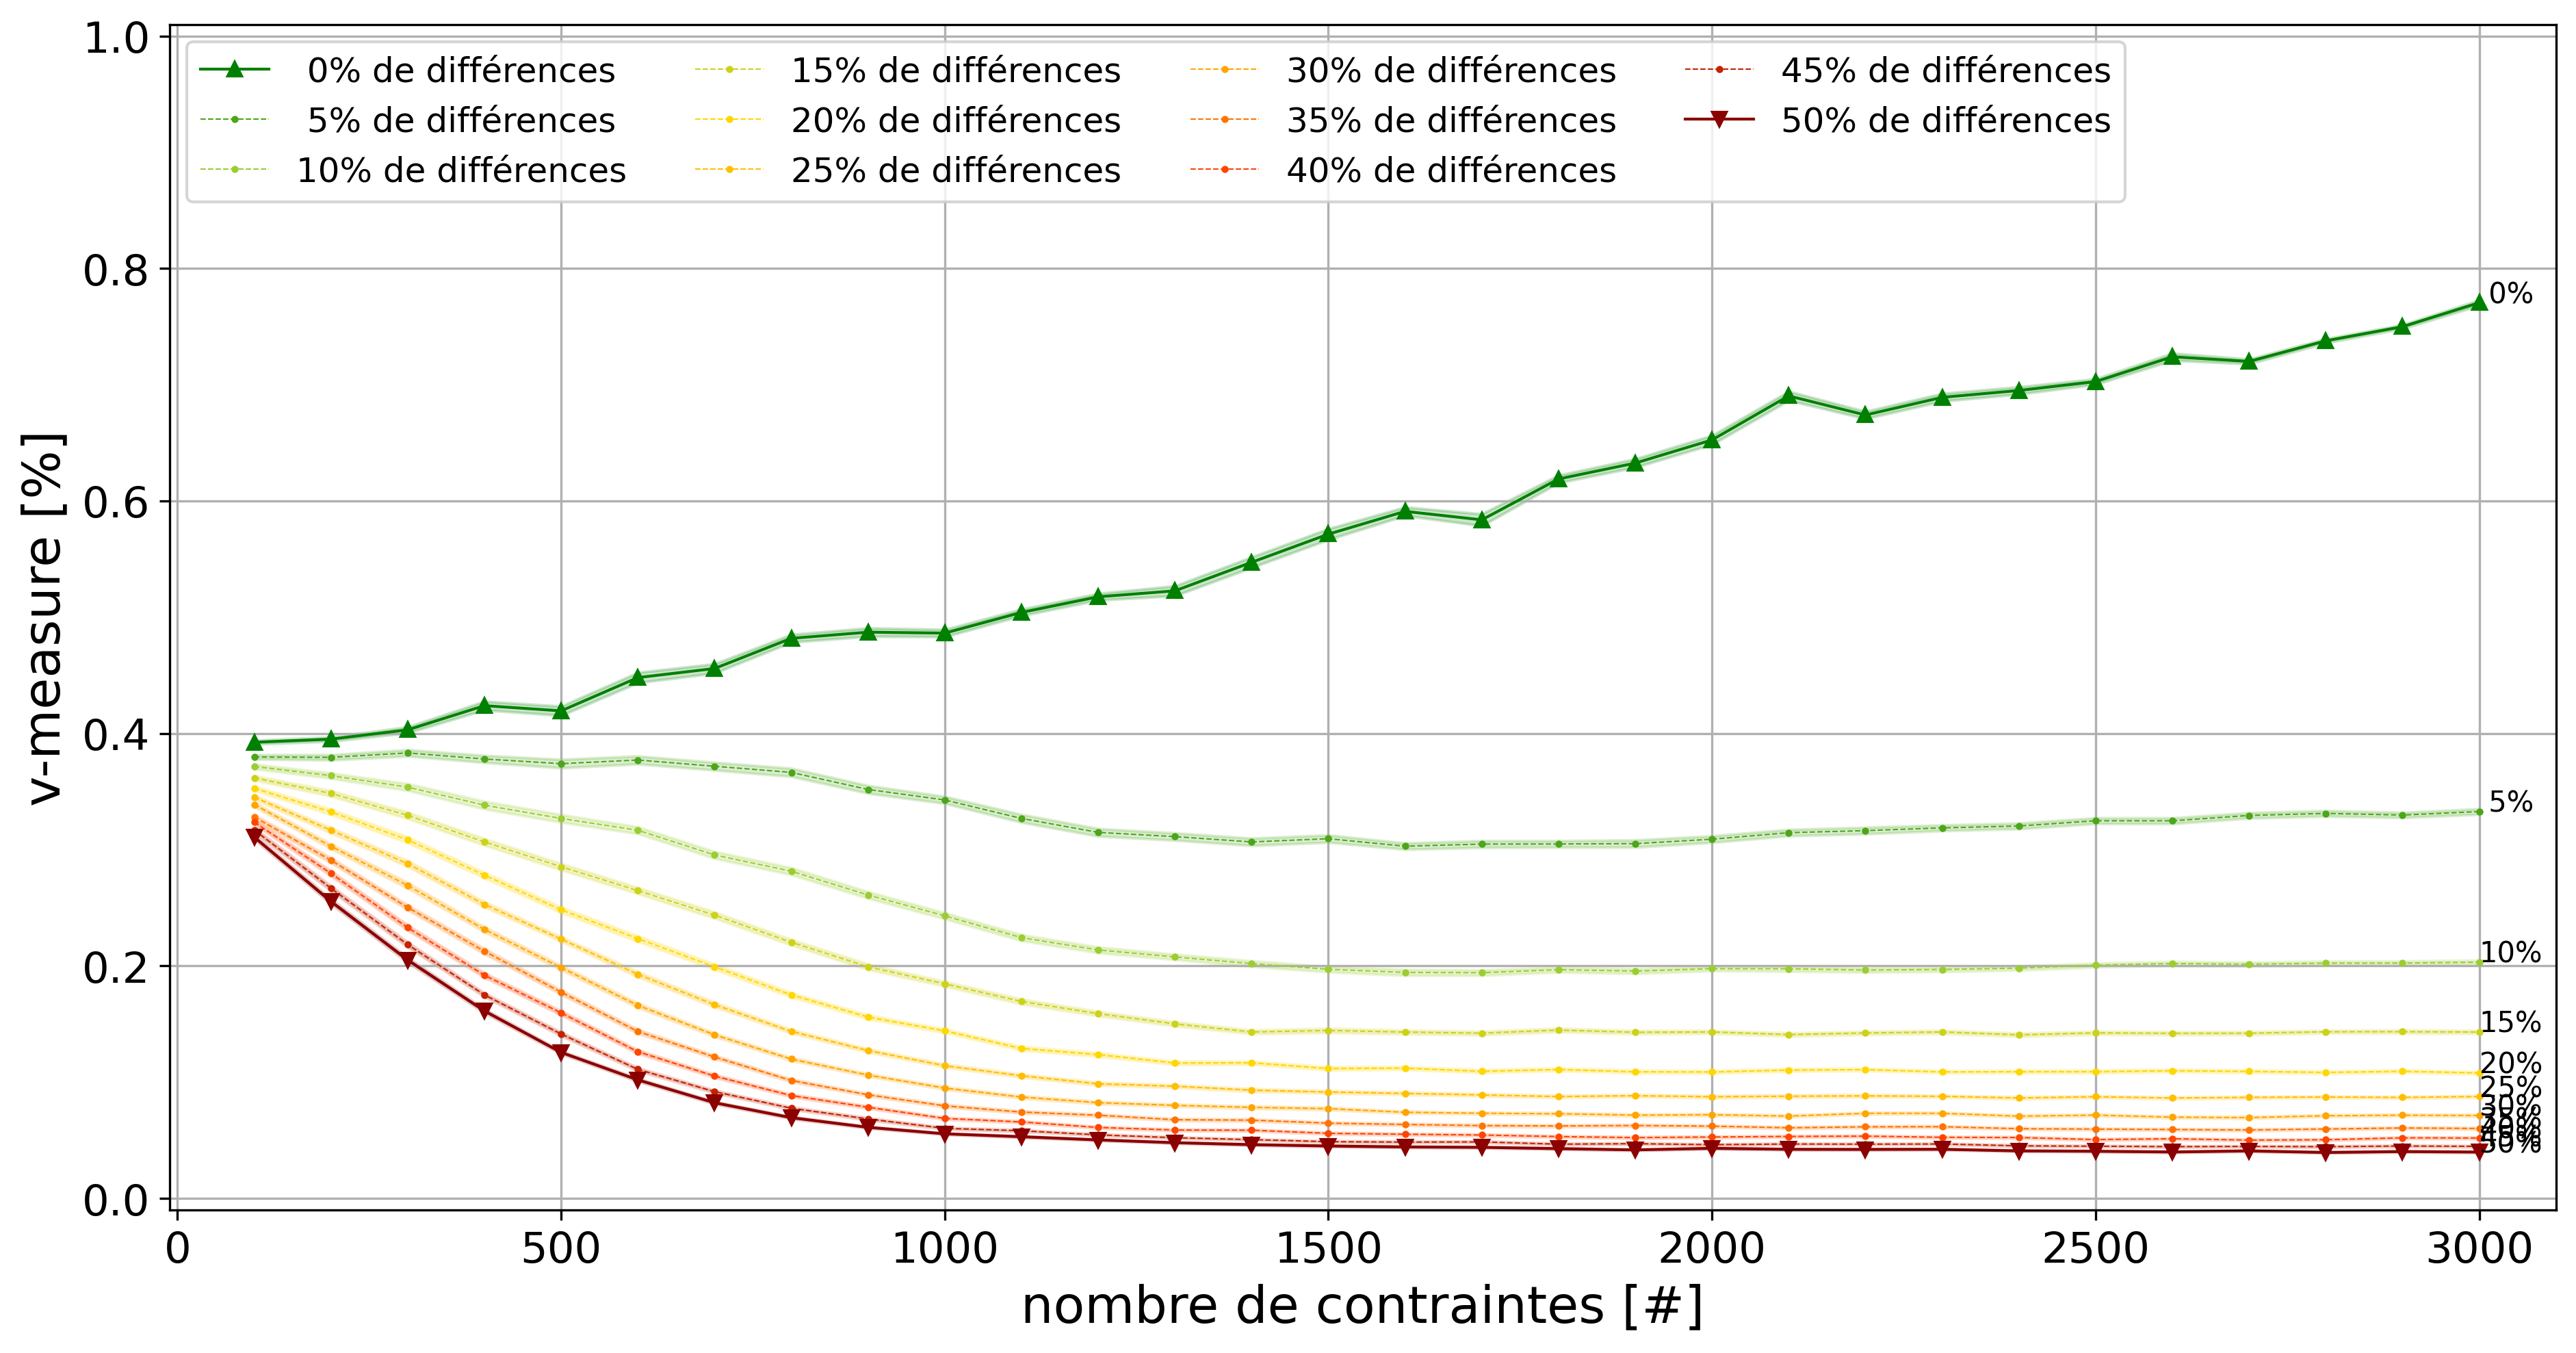 v-measure [%]
1.0
0.8
0.6
0.4
0.2
0.0
0% de différences
5% de différences
10% de différences
15% de différences
20% de différences
25% de différences
30% de différences
35% de différences
40% de différences
45% de différences
50% de différences
0%
5%
10%
15%
20%
25%
30%
50%
0 500 1000 1500 2000 2500 3000
nombre de contraintes [#]